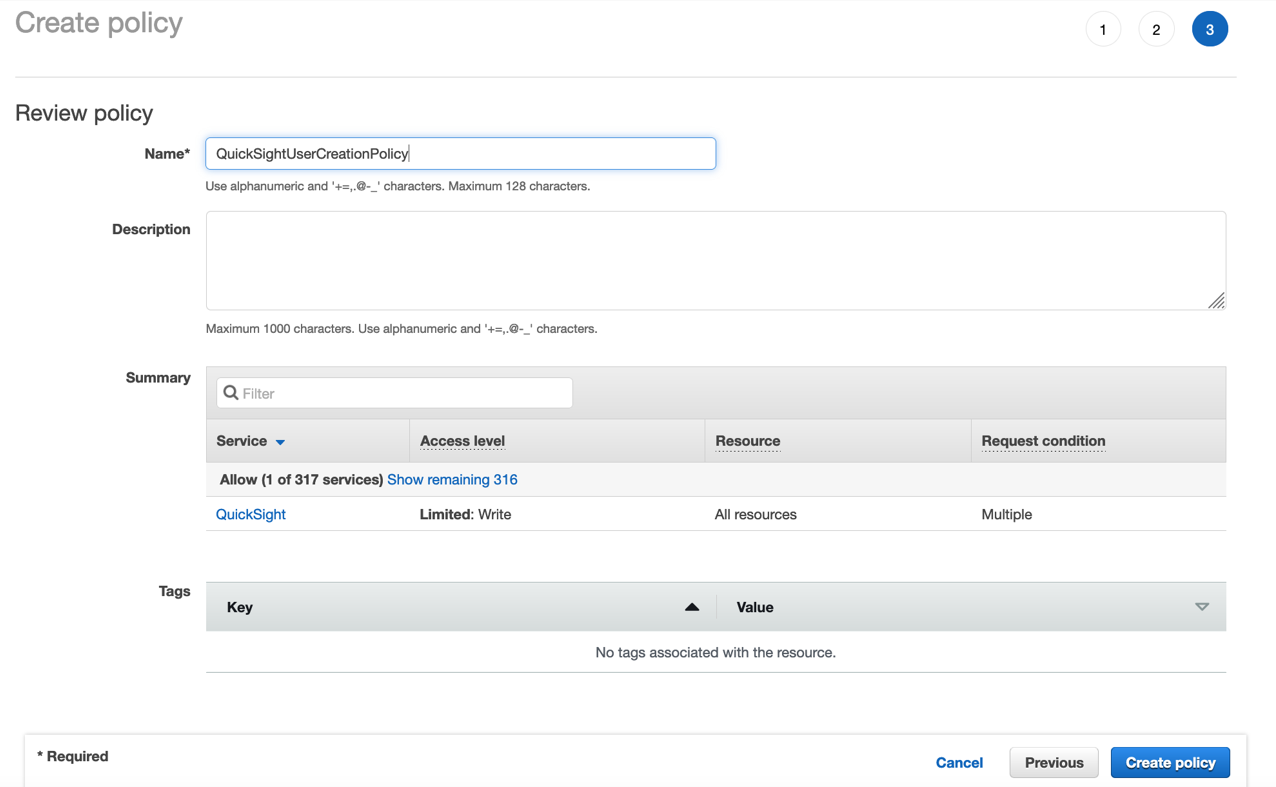 Create policy
1 2 3
Review policy
Name* QuickSightUserCreationPolicy
Use alphanumeric and '+=,.@-_' characters. Maximum 128 characters.
Description
Maximum 1000 characters. Use alphanumeric and '+=,.@-_' characters.
Summary
Filter
Service Access level Resource Request condition
Allow (1 of 317 services) Show remaining 316
QuickSight Limited: Write All resources Multiple
Tags
Key Value
No tags associated with the resource.
* Required Cancel Previous Create policy